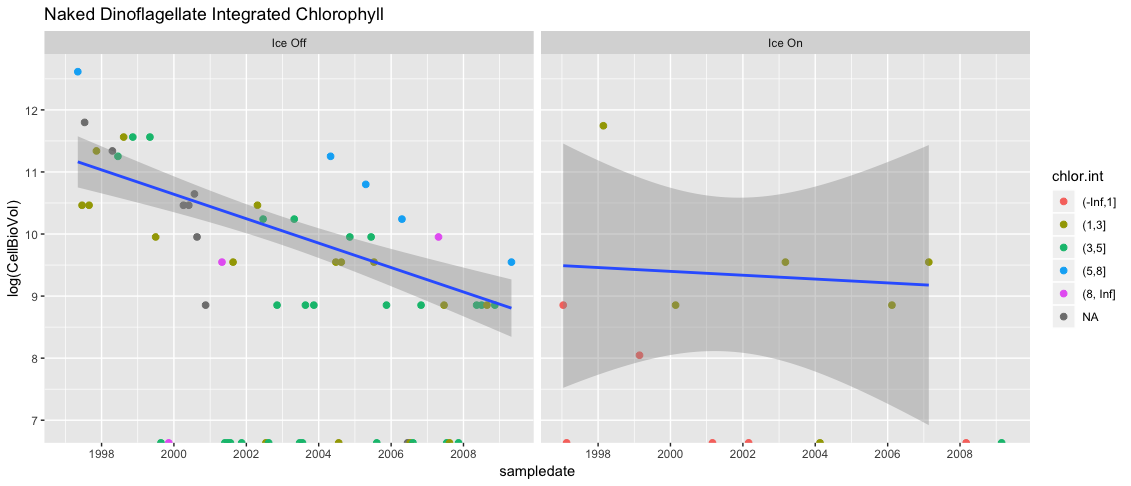 Naked Dinoflagellate Integrated Chlorophyll
Ice Off
Ice On
12
11
10
9
8
7
log(CellBioVol)
1998 2000 2002 2004 2006 2008
1998 2000 2002 2004 2006 2008
sampledate
chlor.int
(-Inf,1]
(1,3]
(3,5]
(5,8]
(8, Inf]
NA